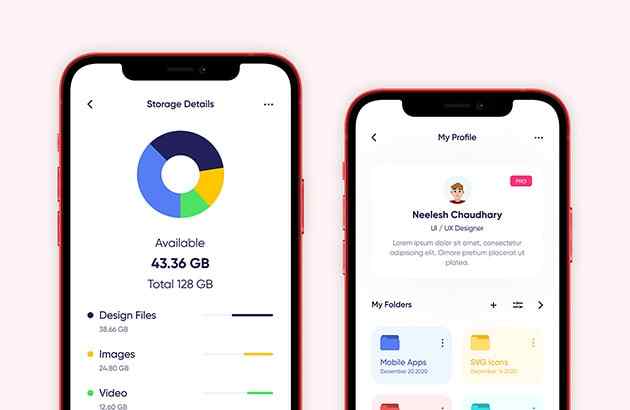 Storage Details
Available
43.36 GB
Total 128 GB
Design Files
38.66 GB
Images
24.80 GB
Video
12.60 GB
My Profile
PRO
Neelesh Chaudhary
UI / UX Designer
Lorem ipsum dolor sit amet, consectetur
adipiscing elit. Ornare pretium placerat ut
platea.
My Folders
Mobile Apps
December 20 2020
SVG Icons
December 14 2020